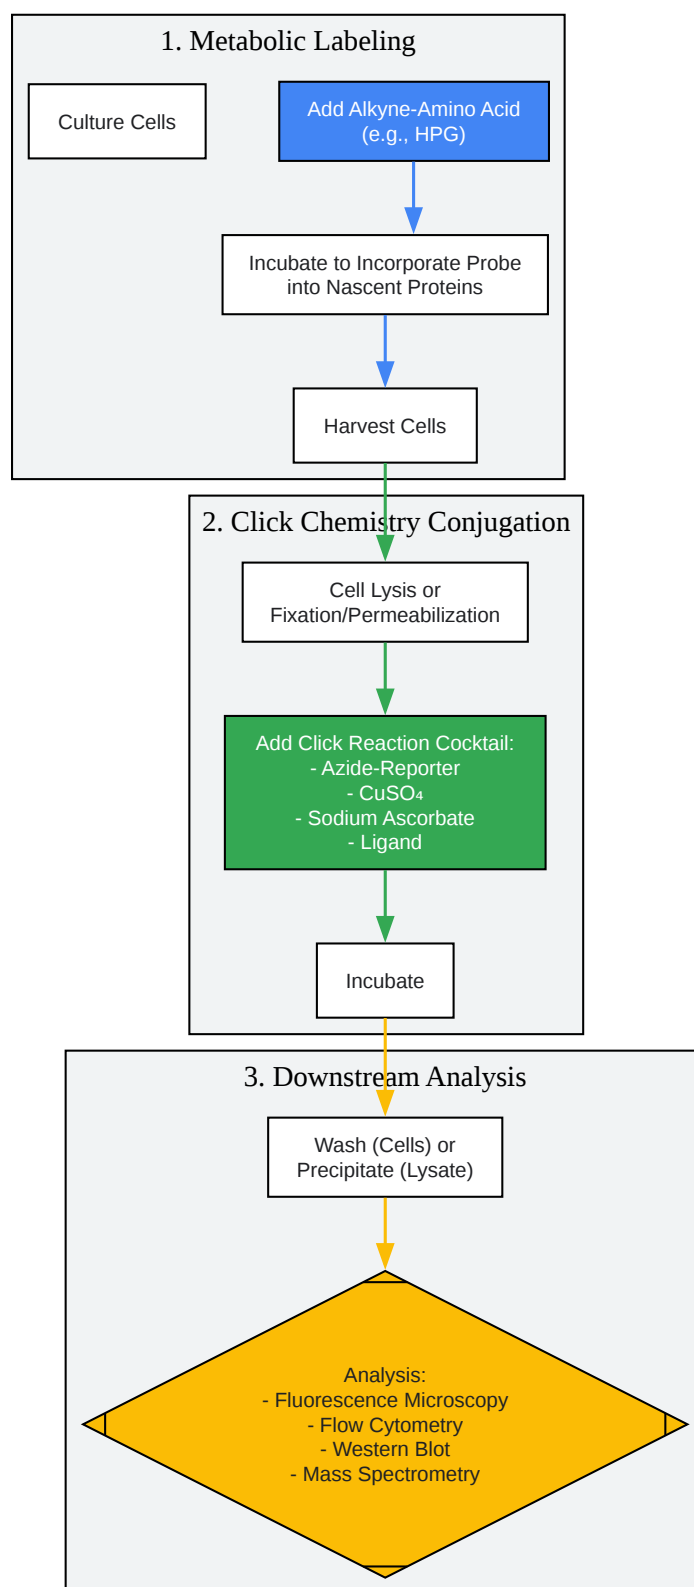 1. Metabolic Labeling
Culture Cells
Add Alkyne-Amino Acid
(e.g., HPG)
Incubate to Incorporate Probe
into Nascent Proteins
Harvest Cells
2. Click Chemistry Conjugation
Cell Lysis or
Fixation/Permeabilization
Add Click Reaction Cocktail:
- Azide-Reporter
- CuSO₄
- Sodium Ascorbate
- Ligand
Incubate
3. Downstream Analysis
Wash (Cells) or
Precipitate (Lysate)
Analysis:
- Fluorescence Microscopy
- Flow Cytometry
- Western Blot
- Mass Spectrometry